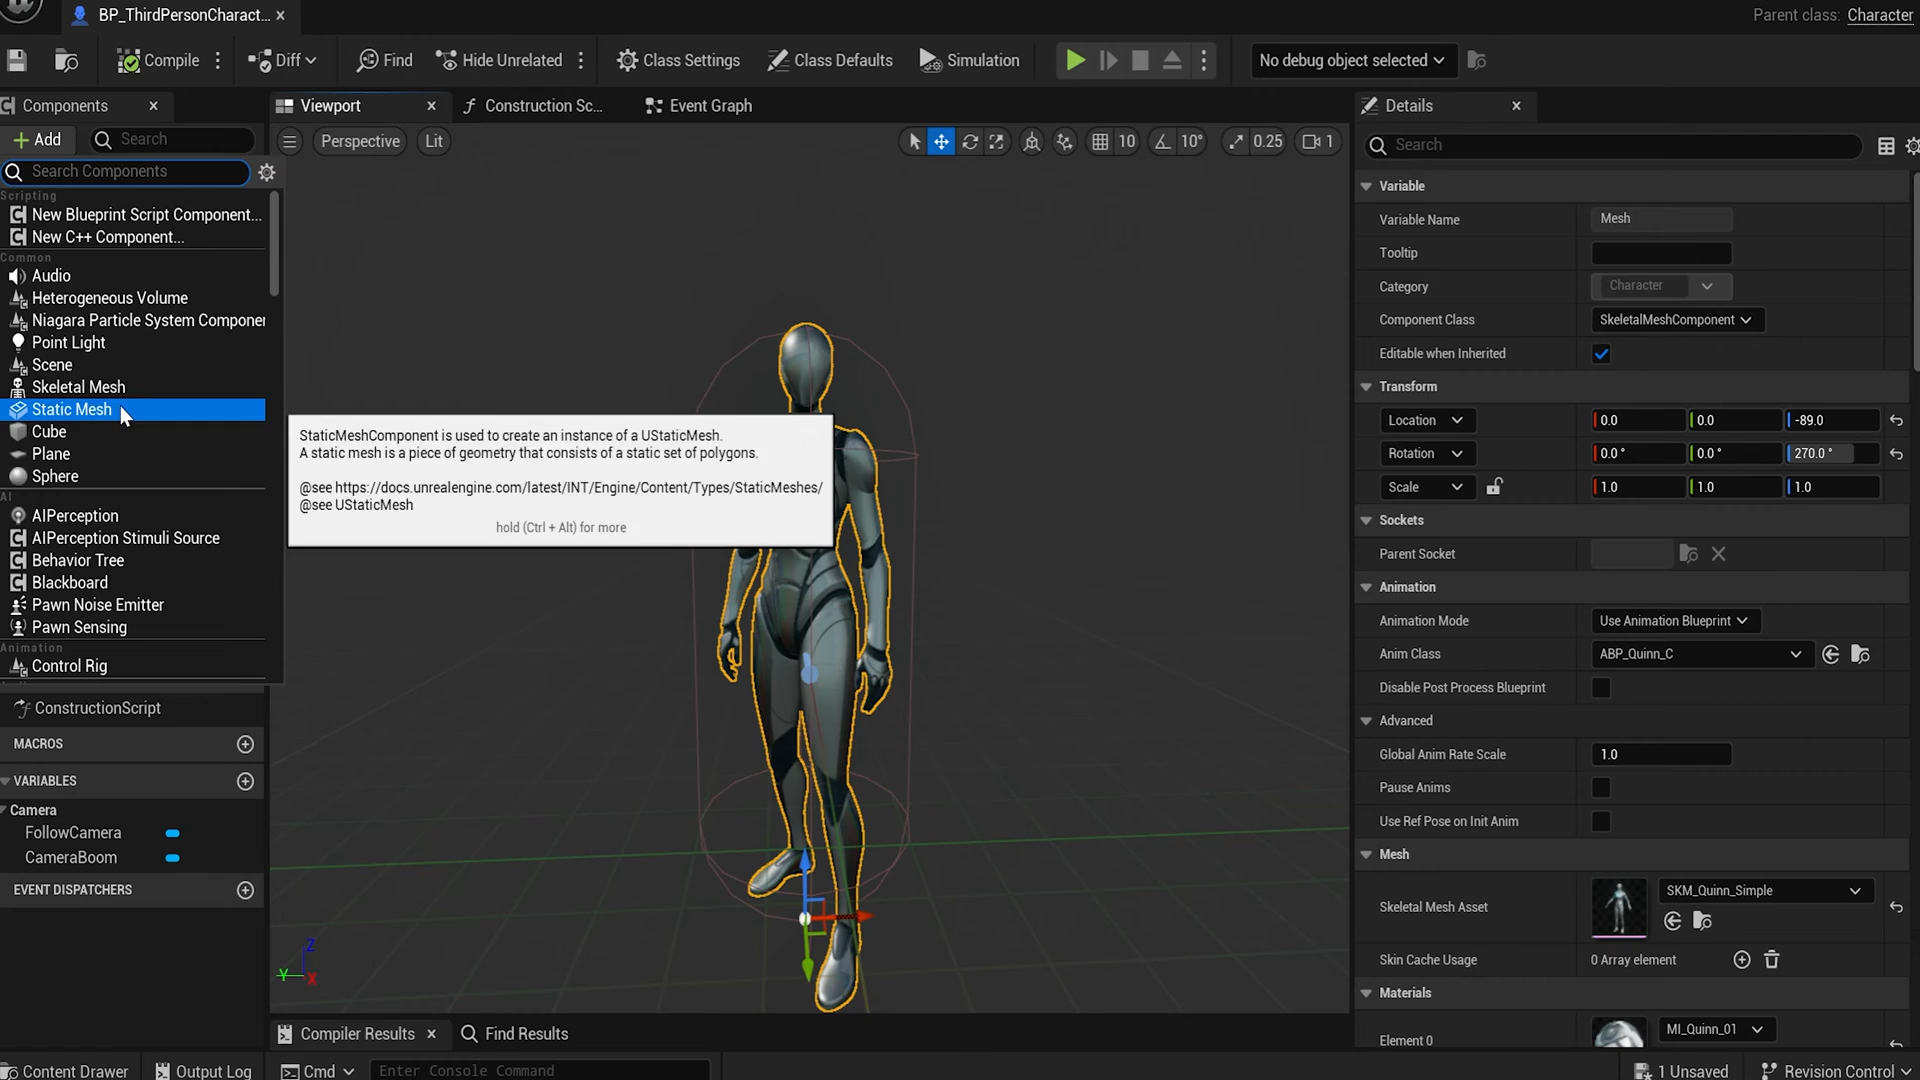 BP_ThirdPersonCharact...
Parent class: Character
Compile
Diff
Find
Hide Unrelated
Class Settings
Class Defaults
Simulation
No debug object selected
Components
Viewport
Construction Sc...
Event Graph
Details
+ Add
Search
Perspective
Lit
10
10°
0.25
1
Search
Search Components
Scripting
New Blueprint Script Component...
New C++ Component...
Common
Audio
Heterogeneous Volume
Niagara Particle System Componen
Point Light
Scene
Skeletal Mesh
Static Mesh
Cube
Plane
Sphere
AI
AIPerception
AIPerception Stimuli Source
Behavior Tree
Blackboard
Pawn Noise Emitter
Pawn Sensing
Animation
Control Rig
ConstructionScript
MACROS
VARIABLES
Camera
FollowCamera
CameraBoom
EVENT DISPATCHERS
StaticMeshComponent is used to create an instance of a UStaticMesh.
A static mesh is a piece of geometry that consists of a static set of polygons.
@see https://docs.unrealengine.com/latest/INT/Engine/Content/Types/StaticMeshes/
@see UStaticMesh
hold (Ctrl + Alt) for more
Z
Y
X
Variable
Variable Name Mesh
Tooltip
Category Character
Component Class SkeletalMeshComponent
Editable when Inherited
Transform
Location 0.0 0.0 -89.0
Rotation 0.0 ° 0.0 ° 270.0 °
Scale 1.0 1.0 1.0
Sockets
Parent Socket
Animation
Animation Mode Use Animation Blueprint
Anim Class ABP_Quinn_C
Disable Post Process Blueprint
Advanced
Global Anim Rate Scale 1.0
Pause Anims
Use Ref Pose on Init Anim
Mesh
Skeletal Mesh Asset SKM_Quinn_Simple
Skin Cache Usage 0 Array element
Materials
Element 0 MI_Quinn_01
Compiler Results
Find Results
Content Drawer
Output Log
Cmd
Enter Console Command
1 Unsaved
Revision Control